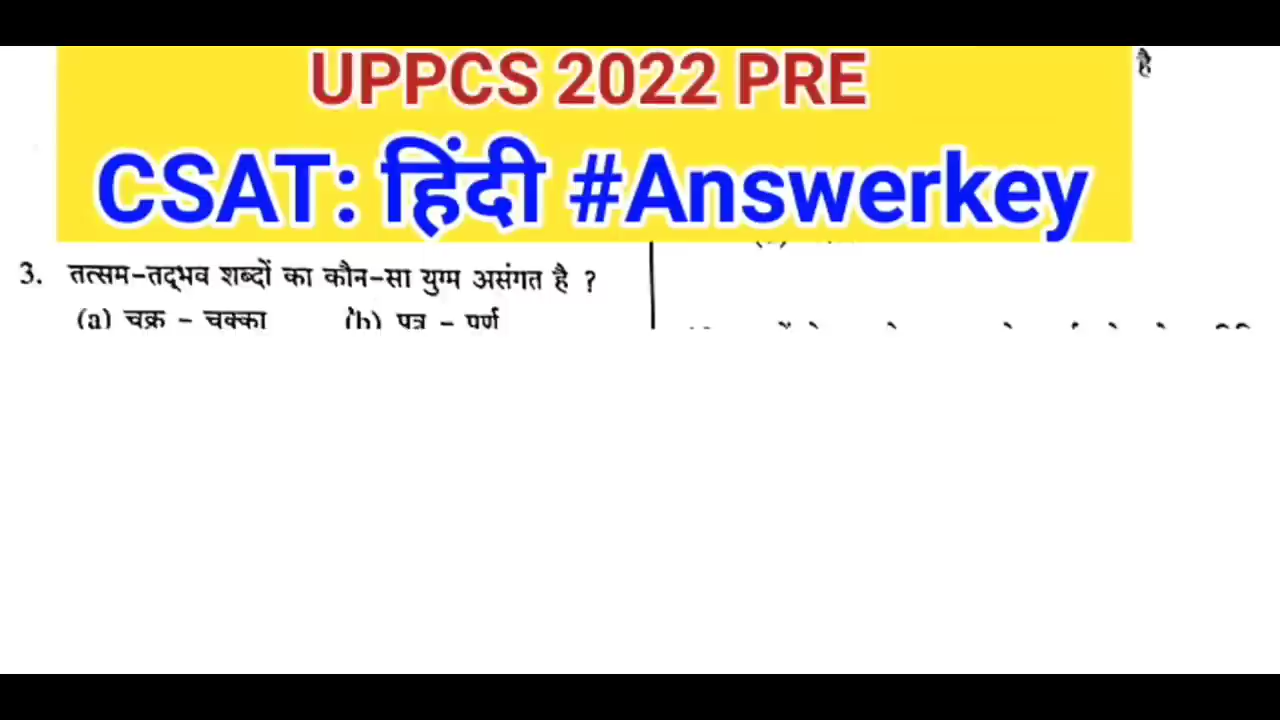 UPPCS 2022 PRE
है
CSAT: हिंदी #Answerkey
3. तत्सम-तद्भव शब्दों का कौन-सा युग्म असंगत है ?
(a) चक्र - चक्का (b) पत्र - पर्ण